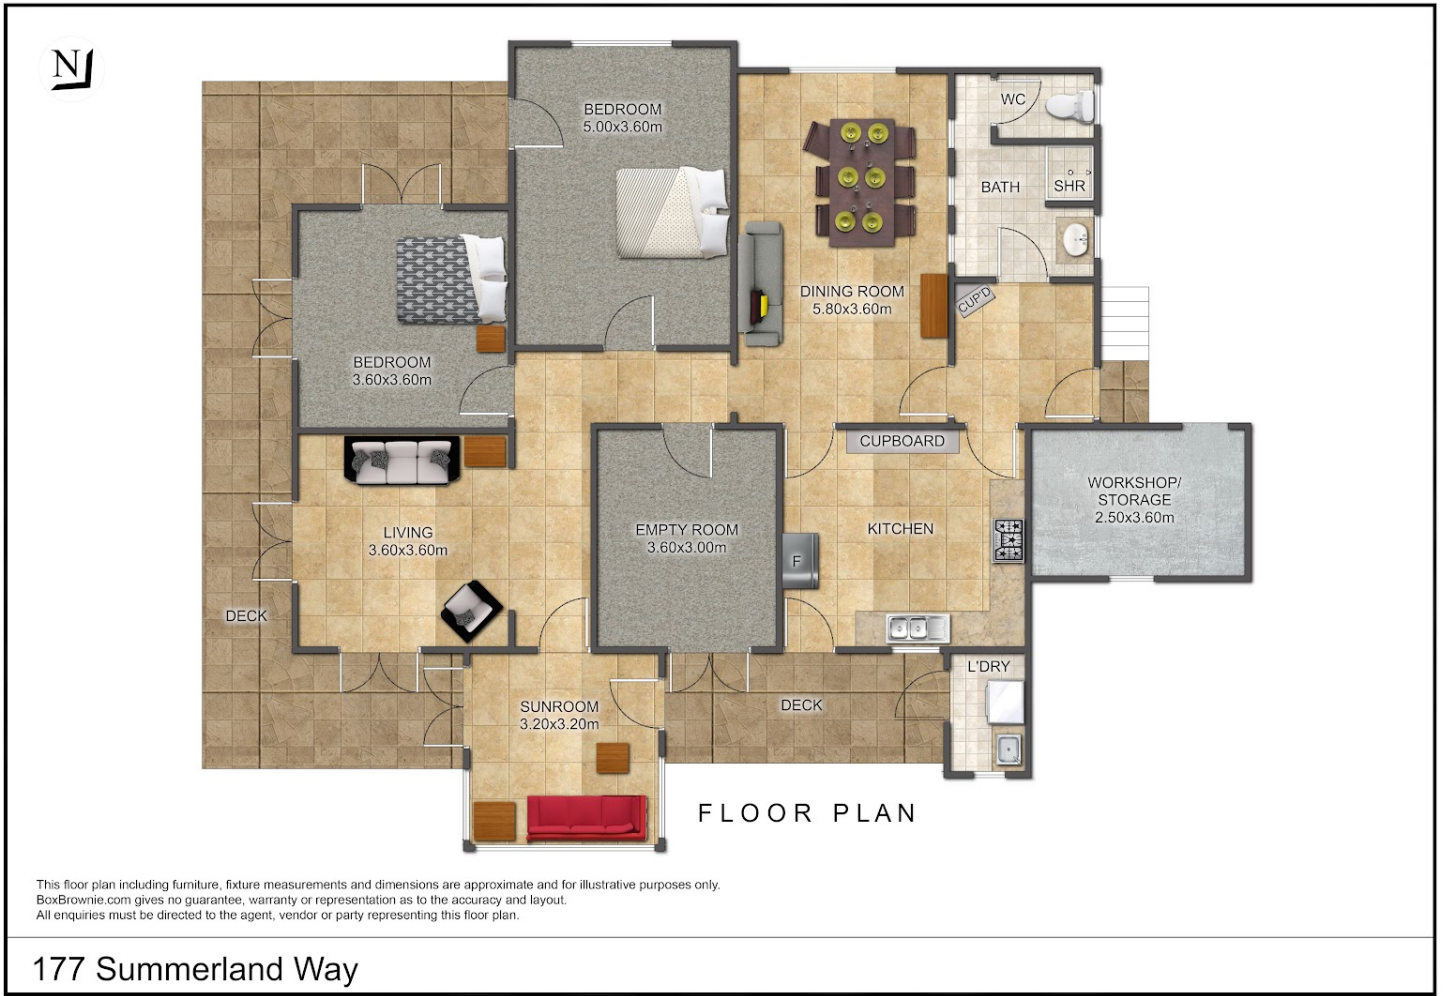 N
BEDROOM
5.00x3.60m
WC
BATH
SHR
DINING ROOM
5.80x3.60m
CUP'D
BEDROOM
3.60x3.60m
CUPBOARD
WORKSHOP/
STORAGE
2.50x3.60m
LIVING
3.60x3.60m
EMPTY ROOM
3.60x3.00m
KITCHEN
F
DECK
L'DRY
SUNROOM
3.20x3.20m
DECK
FLOOR PLAN
This floor plan including furniture, fixture measurements and dimensions are approximate and for illustrative purposes only.
BoxBrownie.com gives no guarantee, warranty or representation as to the accuracy and layout.
All enquiries must be directed to the agent, vendor or party representing this floor plan.
177 Summerland Way